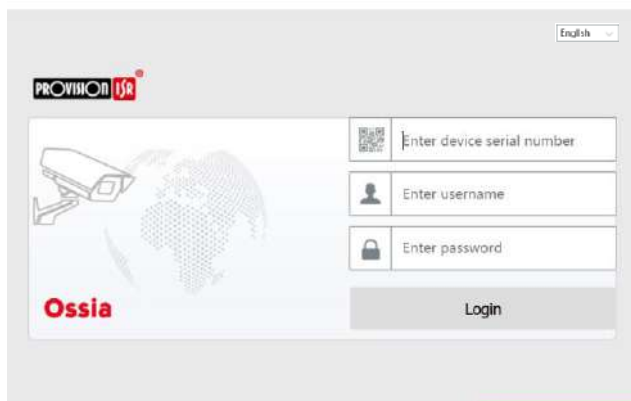 English
PROVISION ISR
Enter device serial number
Enter username
Enter password
Ossia
Login